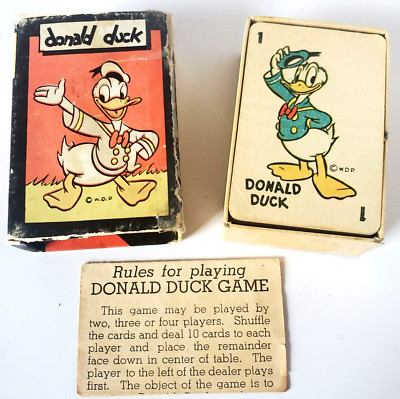 donald duck
© W.D.P.
1
© W.D.P.
DONALD
DUCK
1
Rules for playing
DONALD DUCK GAME
This game may be played by
two, three or four players. Shuffle
the cards and deal 10 cards to each
player and place the remainder
face down in center of table. The
player to the left of the dealer plays
first. The object of the game is to